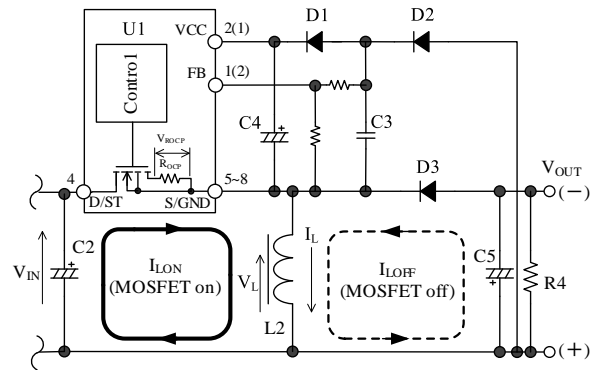 U1
D1
D2
VCC
2(1)
FB
1(2)
Control
C4
+
C3
VROCP
ROCP
4
D/ST
S/GND
5~8
D3
VOUT
(−)
VIN
C2
+
ILON
(MOSFET on)
VL
IL
L2
ILOFF
(MOSFET off)
C5
+
R4
(+)